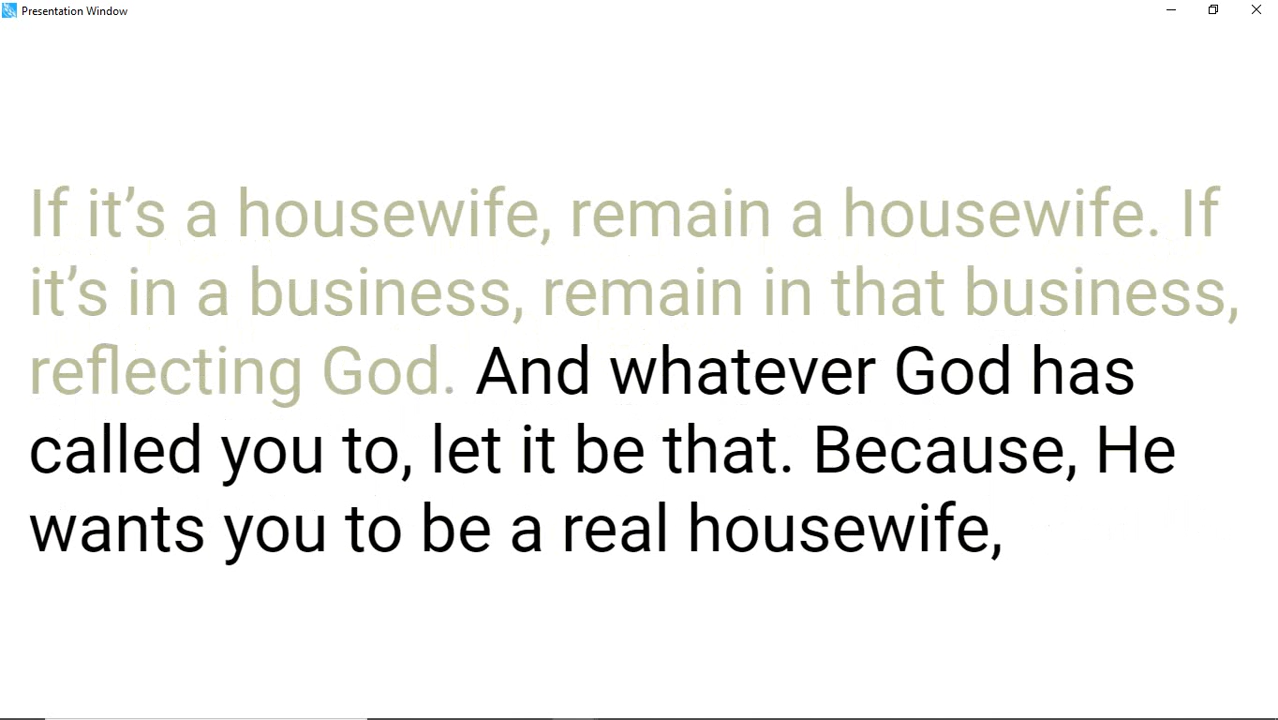 Presentation Window
If it’s a housewife, remain a housewife. If
it’s in a business, remain in that business,
reflecting God. And whatever God has
called you to, let it be that. Because, He
wants you to be a real housewife,